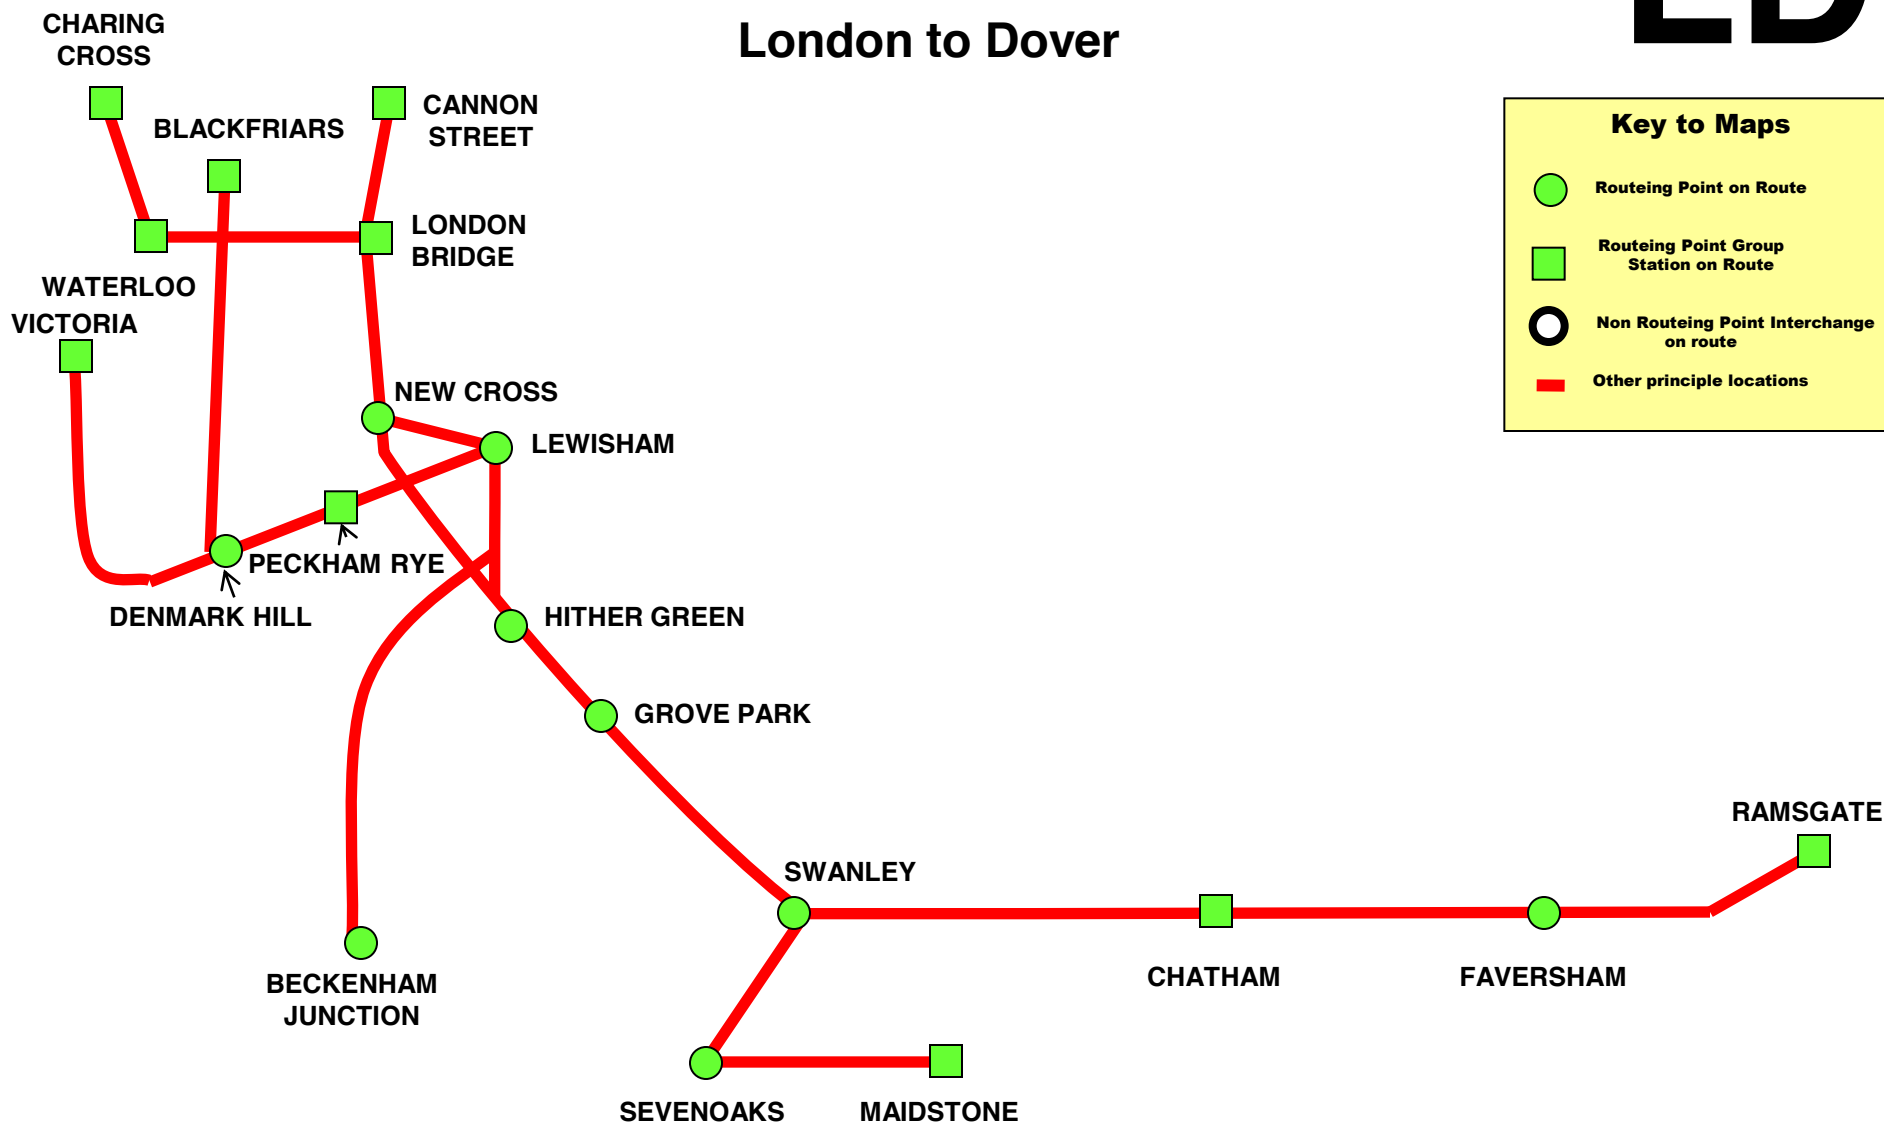 CHARING
CROSS
London to Dover
LD
CANNON
STREET
BLACKFRIARS
Key to Maps
Routeing Point on Route
LONDON
BRIDGE
Routeing Point Group
Station on Route
WATERLOO
VICTORIA
Non Routeing Point Interchange
on route
Other principle locations
NEW CROSS
LEWISHAM
PECKHAM RYE
DENMARK HILL
HITHER GREEN
GROVE PARK
RAMSGATE
SWANLEY
BECKENHAM
JUNCTION
CHATHAM
FAVERSHAM
SEVENOAKS
MAIDSTONE